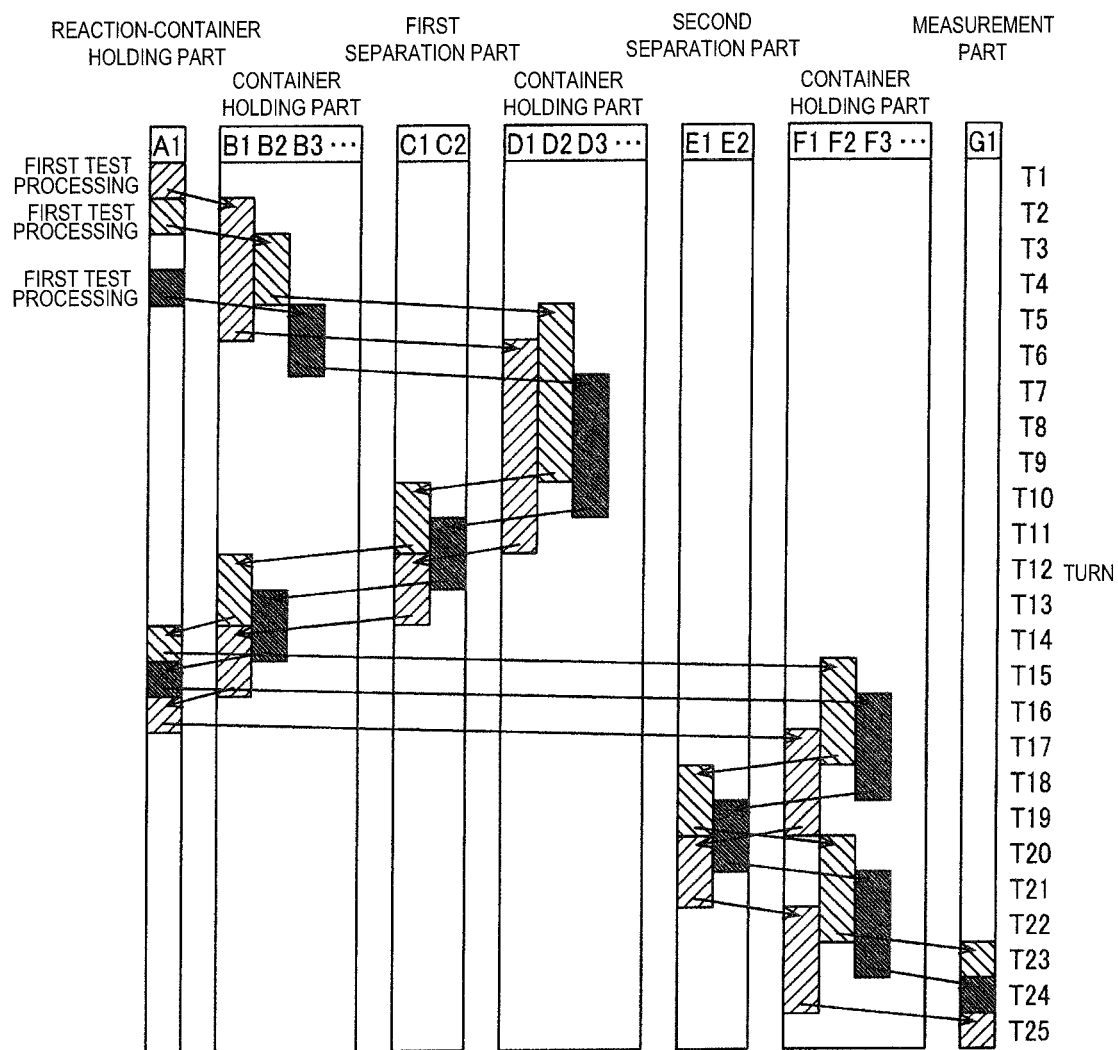 REACTION-CONTAINER
HOLDING PART
FIRST
SEPARATION PART
SECOND
SEPARATION PART
MEASUREMENT
PART
CONTAINER
HOLDING PART
CONTAINER
HOLDING PART
CONTAINER
HOLDING PART
A1
B1 B2 B3 ···
C1 C2
D1 D2 D3 ···
E1 E2
F1 F2 F3 ···
G1
FIRST TEST
PROCESSING
FIRST TEST
PROCESSING
FIRST TEST
PROCESSING
T1
T2
T3
T4
T5
T6
T7
T8
T9
T10
T11
T12 TURN
T13
T14
T15
T16
T17
T18
T19
T20
T21
T22
T23
T24
T25